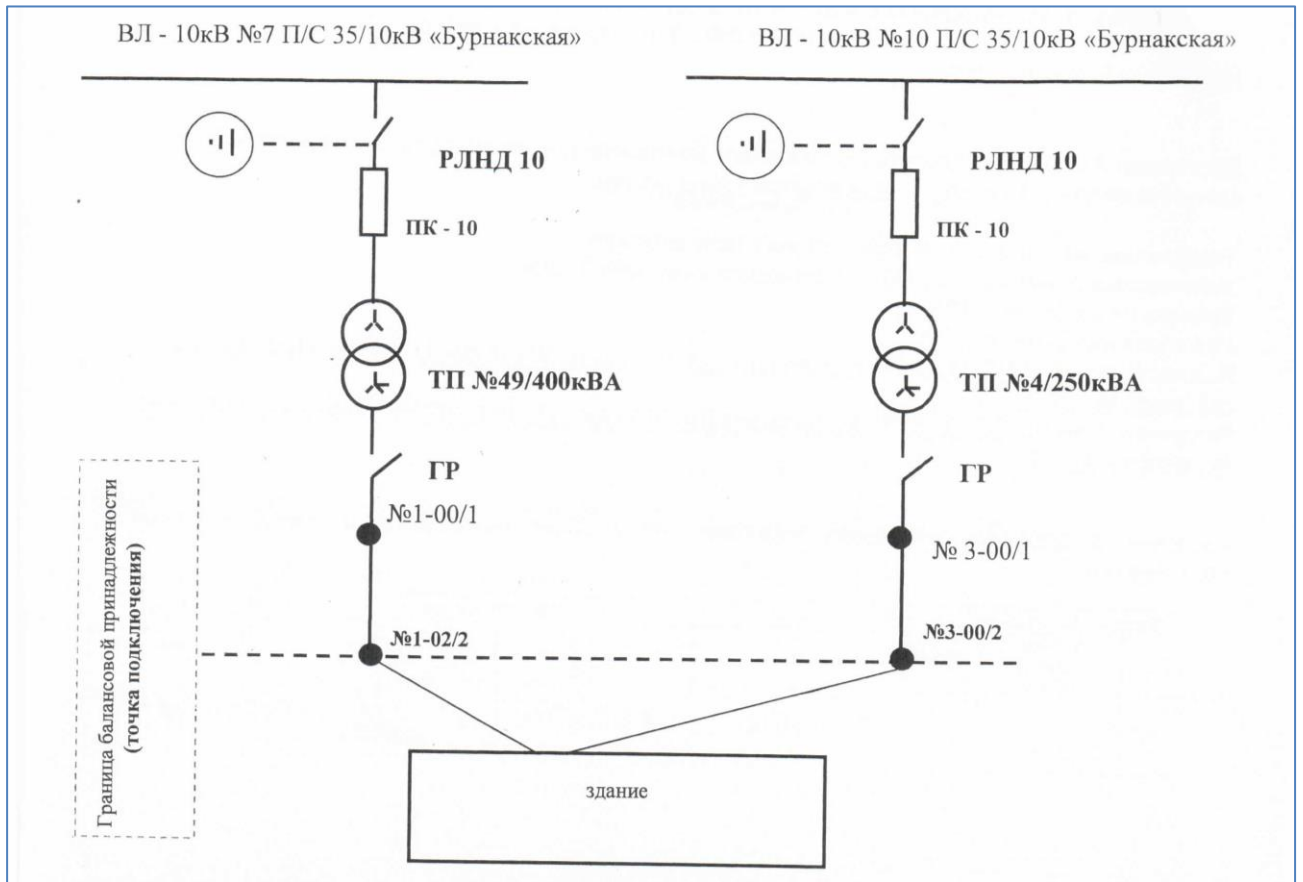 ВЛ - 10кВ №7 П/С 35/10кВ «Бурнакская»
ВЛ - 10кВ №10 П/С 35/10кВ «Бурнакская»
РЛНД 10
РЛНД 10
ПК - 10
ПК - 10
ТП №49/400кВА
ТП №4/250кВА
ГР
ГР
№1-00/1
№ 3-00/1
№1-02/2
№3-00/2
Граница балансовой принадлежности
(точка подключения)
здание